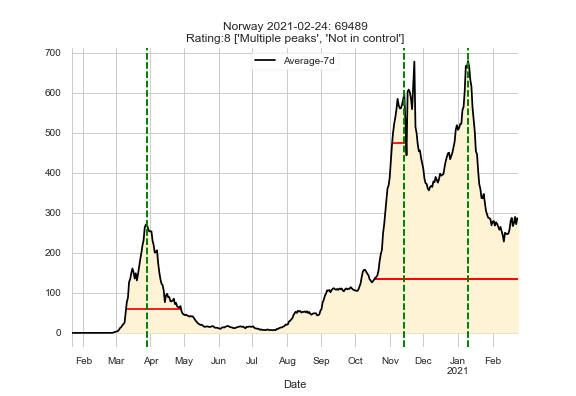 Norway 2021-02-24: 69489
Rating:8 ['Multiple peaks', 'Not in control']
Average-7d
700
600
500
400
300
200
100
0
Feb Mar Apr May Jun Jul Aug Sep Oct Nov Dec Jan Feb
2021
Date